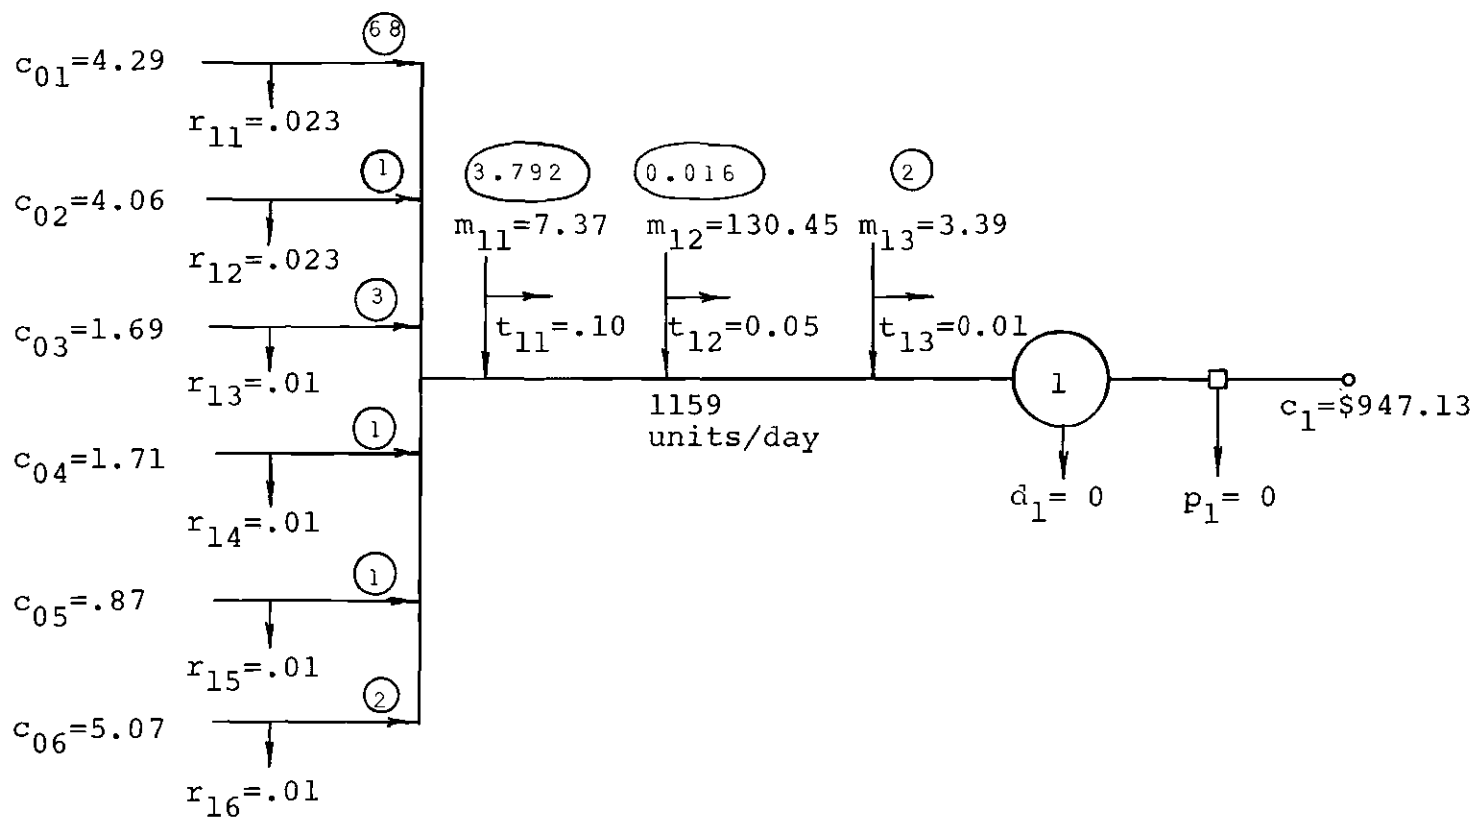 68
c01=4.29
r11=.023
1
c02=4.06
r12=.023
3.792
0.016
2
m11=7.37
m12=130.45
m13=3.39
3
c03=1.69
t11=.10
t12=0.05
t13=0.01
r13=.01
1
1159
units/day
c1=$947.13
1
c04=1.71
d1= 0
p1= 0
r14=.01
1
c05=.87
r15=.01
2
c06=5.07
r16=.01